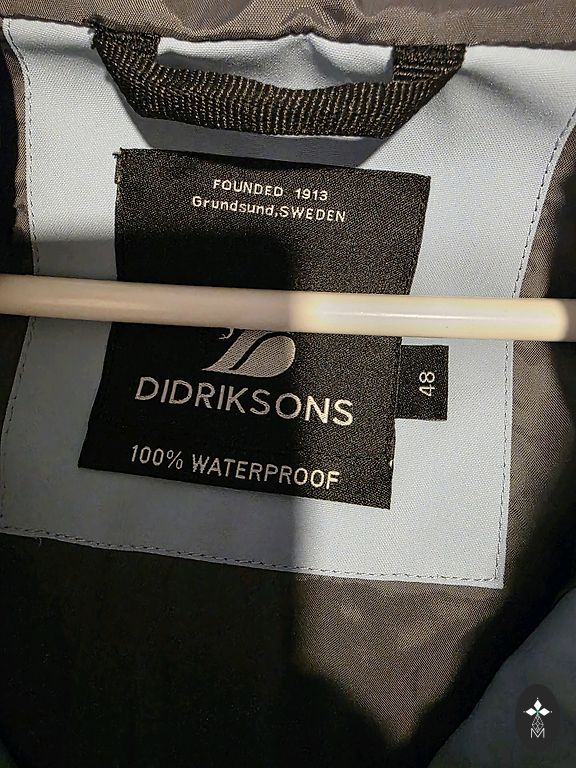 FOUNDED 1913
Grundsund,SWEDEN
DIDRIKSONS
48
100% WATERPROOF
M